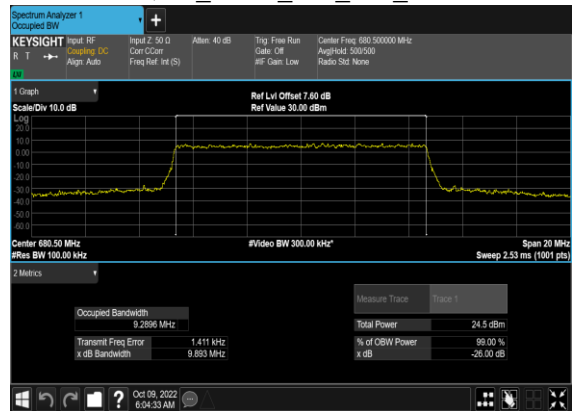 Spectrum Analyzer 1
Occupied BW
KEYSIGHT Input: RF Input Z: 50 Ω Atten: 40 dB Trig: Free Run Center Freq: 680.500000 MHz
R T Coupling: DC Corr CCorr Gate: Off Avg|Hold: 500/500
Align: Auto Freq Ref: Int (S) #IF Gain: Low Radio Std: None
1 Graph
Scale/Div 10.0 dB
Ref Lvl Offset 7.60 dB
Ref Value 30.00 dBm
Log
20.0
10.0
0.00
-10.0
-20.0
-30.0
-40.0
-50.0
-60.0
Center 680.50 MHz #Video BW 300.00 kHz* Span 20 MHz
#Res BW 100.00 kHz Sweep 2.53 ms (1001 pts)
2 Metrics
Measure Trace Trace 1
Occupied Bandwidth
9.2896 MHz
Total Power 24.5 dBm
Transmit Freq Error 1.411 kHz % of OBW Power 99.00 %
x dB Bandwidth 9.893 MHz x dB -26.00 dB
? Oct 09, 2022
6:04:33 AM